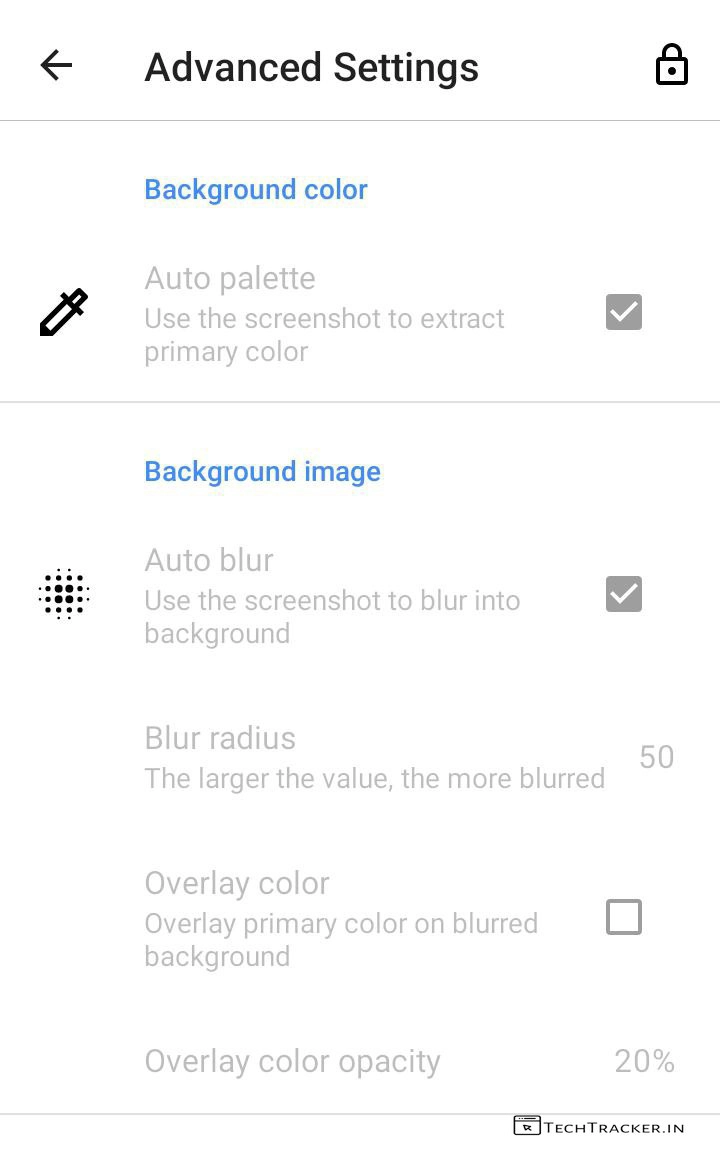 Advanced Settings
Background color
Auto palette
Use the screenshot to extract
primary color
Background image
Auto blur
Use the screenshot to blur into
background
Blur radius
50
The larger the value, the more blurred
Overlay color
Overlay primary color on blurred
background
Overlay color opacity
20%
TECHTRACKER.IN